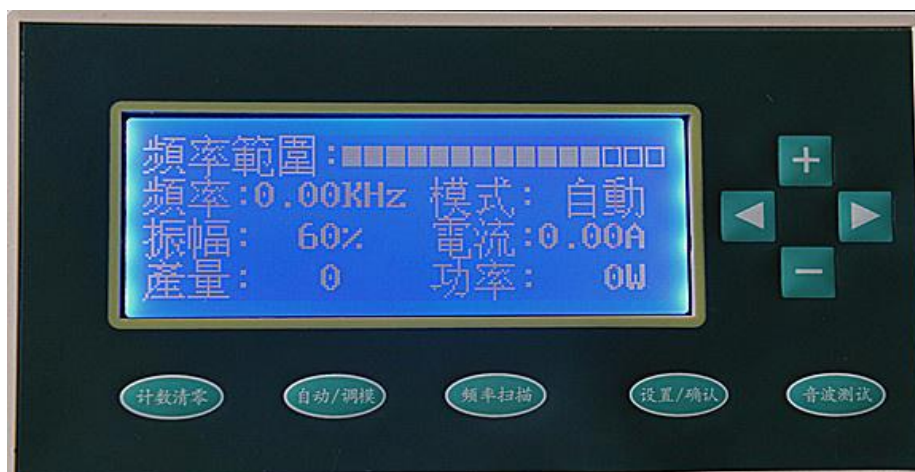 頻率範圍:
頻率:0.00KHz 模式: 自動
振幅: 60% 電流:0.00A
產量: 0 功率: 0W
+
-
计数清零 自动/调模 频率扫描 设置/确认 音波测试